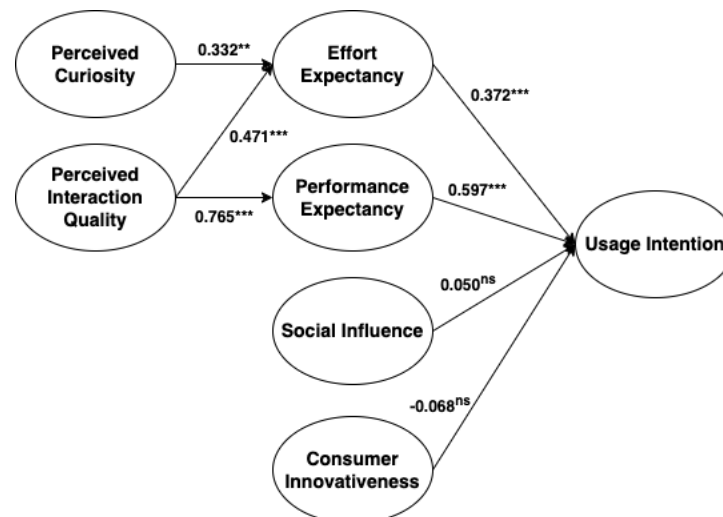 Perceived
Curiosity
0.332**
Effort
Expectancy
0.372***
0.471***
Perceived
Interaction
Quality
0.765***
Performance
Expectancy
0.597***
Usage Intention
0.050ns
Social Influence
-0.068ns
Consumer
Innovativeness